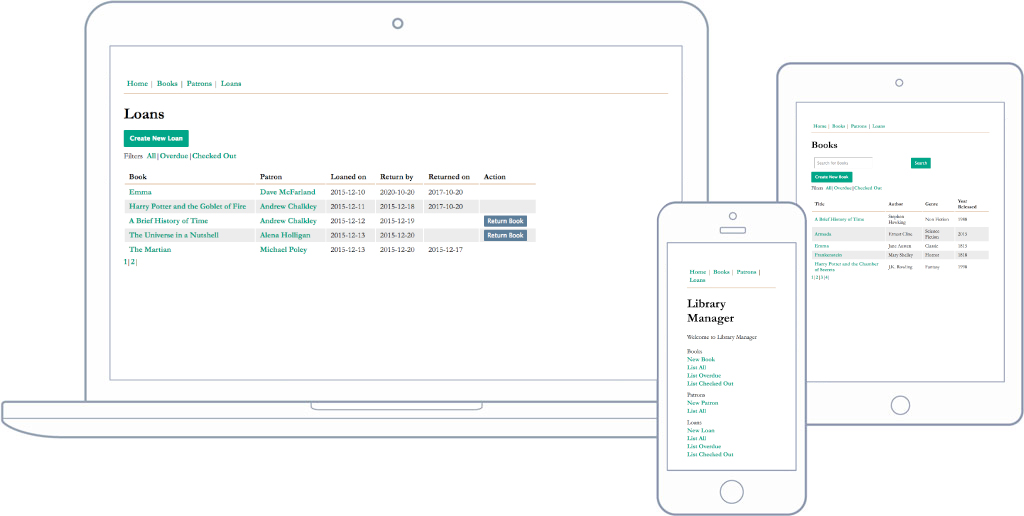 Home | Books | Patrons | Loans
Loans
Create New Loan
Filters All | Overdue | Checked Out
Book Patron Loaned on Return by Returned on Action
Emma Dave McFarland 2015-12-10 2020-10-20 2017-10-20
Harry Potter and the Gobler of Fire Andrew Chalkley 2015-12-11 2015-12-18 2017-10-20
A Brief History of Time Andrew Chalkley 2015-12-12 2015-12-19 Return Book
The Universe in a Nutshell Alena Holligan 2015-12-13 2015-12-20 Return Book
The Martian Michael Poley 2015-12-13 2015-12-20 2015-12-17
1 | 2 |
Home | Books | Patrons |
Loans
Library
Manager
Welcome to Library Manager
Books
New Book
List All
List Overdue
List Checked Out
Patrons
New Patron
List All
Loans
New Loan
List All
List Overdue
List Checked Out
Home | Books | Patrons | Loans
Books
Search for Books Search
Create New Book
Filters All | Overdue | Checked Out
Title Author Genre Year Released
A Brief History of Time Stephen Hawking Non Fiction 1988
Armada Ernest Cline Science Fiction 2015
Emma Jane Austen Classic 1815
Frankenstein Mary Shelley Horror 1818
Harry Potter and the Chamber of Secrets J.K. Rowling Fantasy 1998
1 | 2 | 3 | 4 |